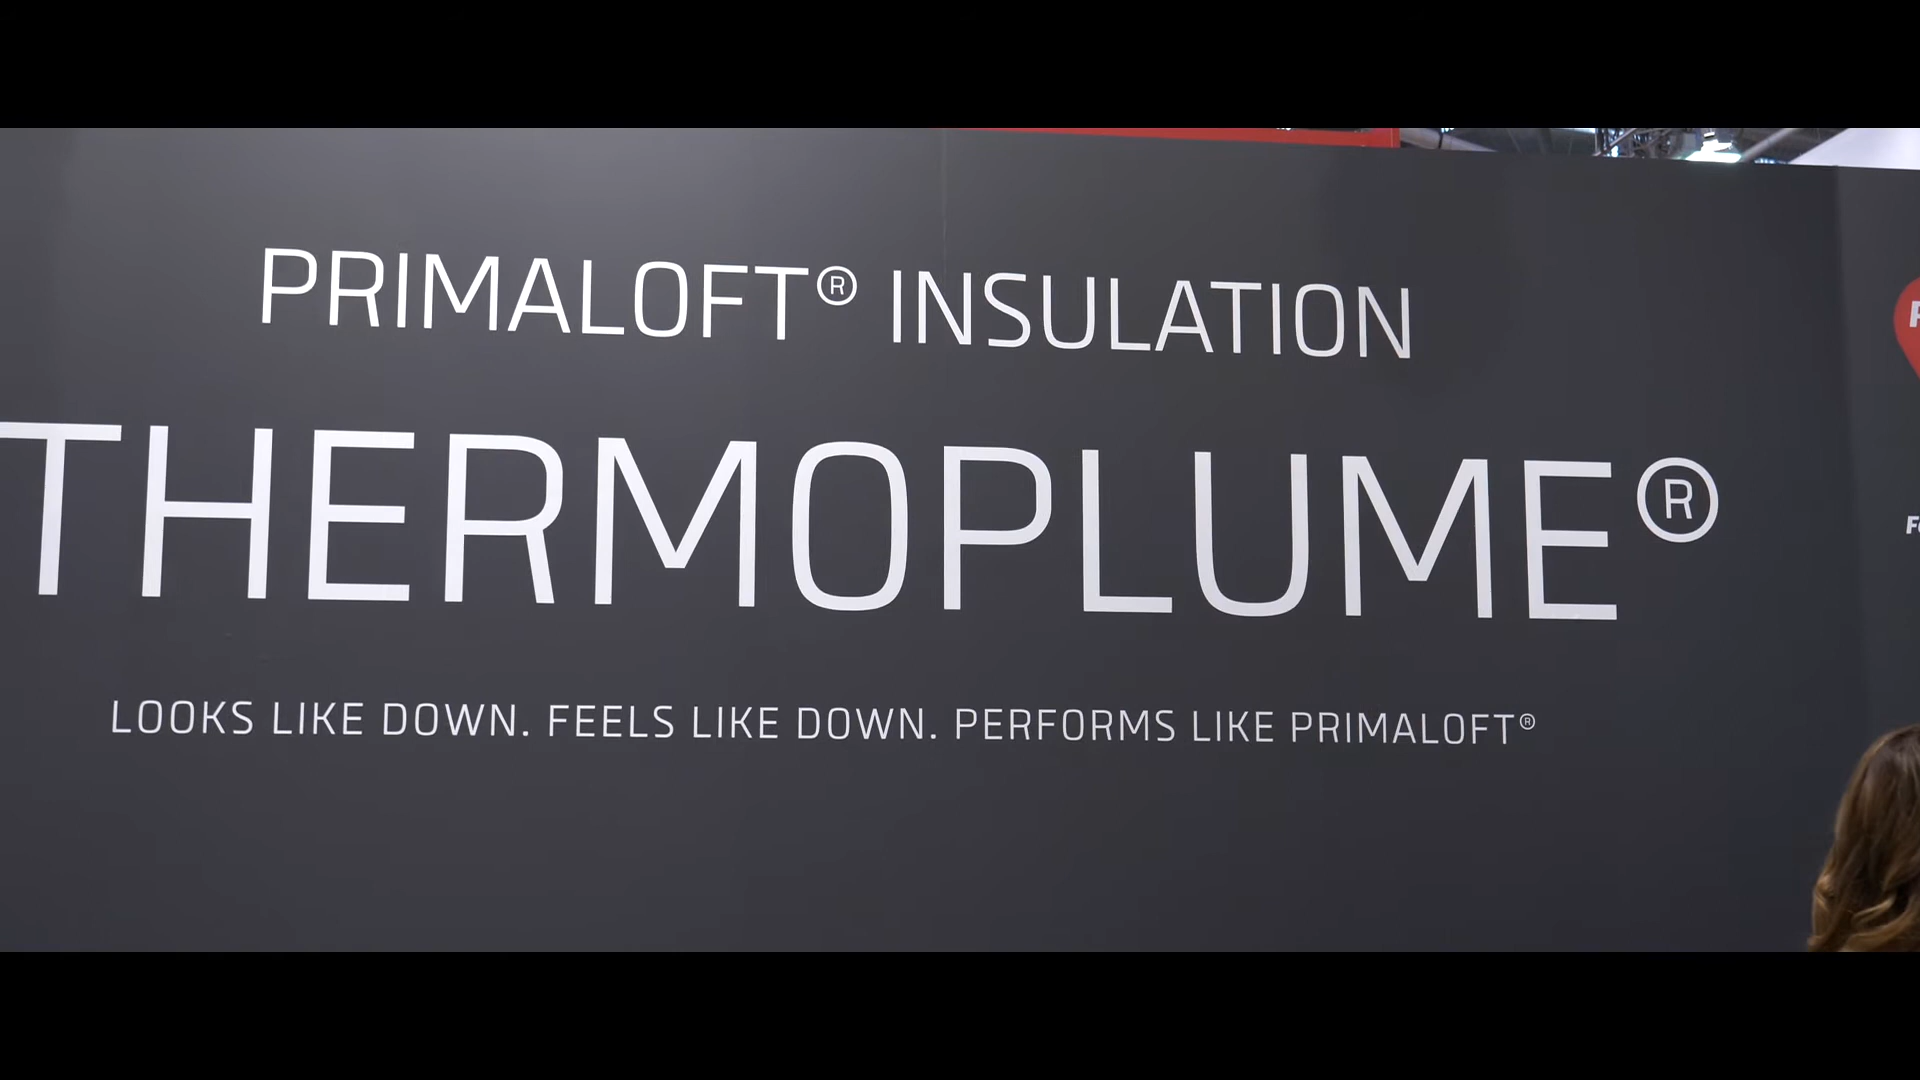 PRIMALOFT® INSULATION
THERMOPLUME®
LOOKS LIKE DOWN. FEELS LIKE DOWN. PERFORMS LIKE PRIMALOFT®